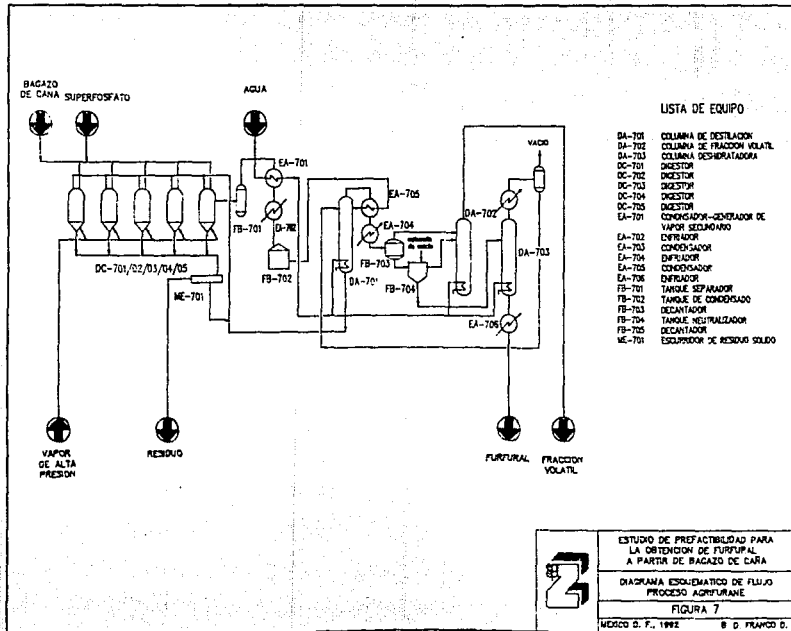 BAGAZO
DE CANA
SUPERFOSFATO
AGUA
EA-701
EA-702
FB-701
FB-702
DC-701/02/03/04/05
ME-701
EA-705
EA-704
FB-703
FB-704
DA-701
DA-702
DA-703
EA-706
VACIO
VAPOR
DE ALTA
PRESION
RESIDUO
FURFURAL
FRACCION
VOLATIL
LISTA DE EQUIPO
DA-701 COLUMNA DE DESTILACION
DA-702 COLUMNA DE FRACCION VOLATIL
DA-703 COLUMNA DESHIDRATADORA
DC-701 DIGESTOR
DC-702 DIGESTOR
DC-703 DIGESTOR
DC-704 DIGESTOR
DC-705 DIGESTOR
EA-701 CONDENSADOR-GENERADOR DE
VAPOR SECUNDARIO
EA-702 ENFRIADOR
EA-703 CONDENSADOR
EA-704 ENFRIADOR
EA-705 CONDENSADOR
EA-706 ENFRIADOR
FB-701 TANQUE SEPARADOR
FB-702 TANQUE DE CONDENSADO
FB-703 DECANTADOR
FB-704 TANQUE NEUTRALIZADOR
FB-705 DECANTADOR
ME-701 ESCURRIDOR DE RESIDUO SOLIDO
ESTUDIO DE PREFACTIBILIDAD PARA
LA OBTENCION DE FURFURAL
A PARTIR DE BAGAZO DE CAÑA
DIAGRAMA ESQUEMATICO DE FLUJO
PROCESO AGRIFURANE
FIGURA 7
MEXICO D. F., 1992
B. D. FRANCO D.